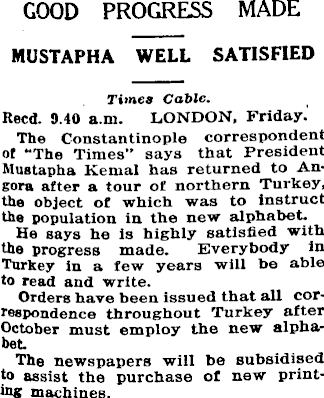 GOOD PROGRESS MADE
MUSTAPHA WELL SATISFIED
Times Cable.
Recd. 9.40 a.m. LONDON, Friday.
The Constantinople correspondent
of "The Times" says that President
Mustapha Kemal has returned to An-
gora after a tour of northern Turkey,
the object of which was to instruct
the population in the new alphabet.
He says he is highly satisfied with
the progress made. Everybody in
Turkey in a few years will be able
to read and write.
Orders have been issued that all cor-
respondence throughout Turkey after
October must employ the new alpha-
bet.
The newspapers will be subsidised
to assist the purchase of new print-
ing machines.